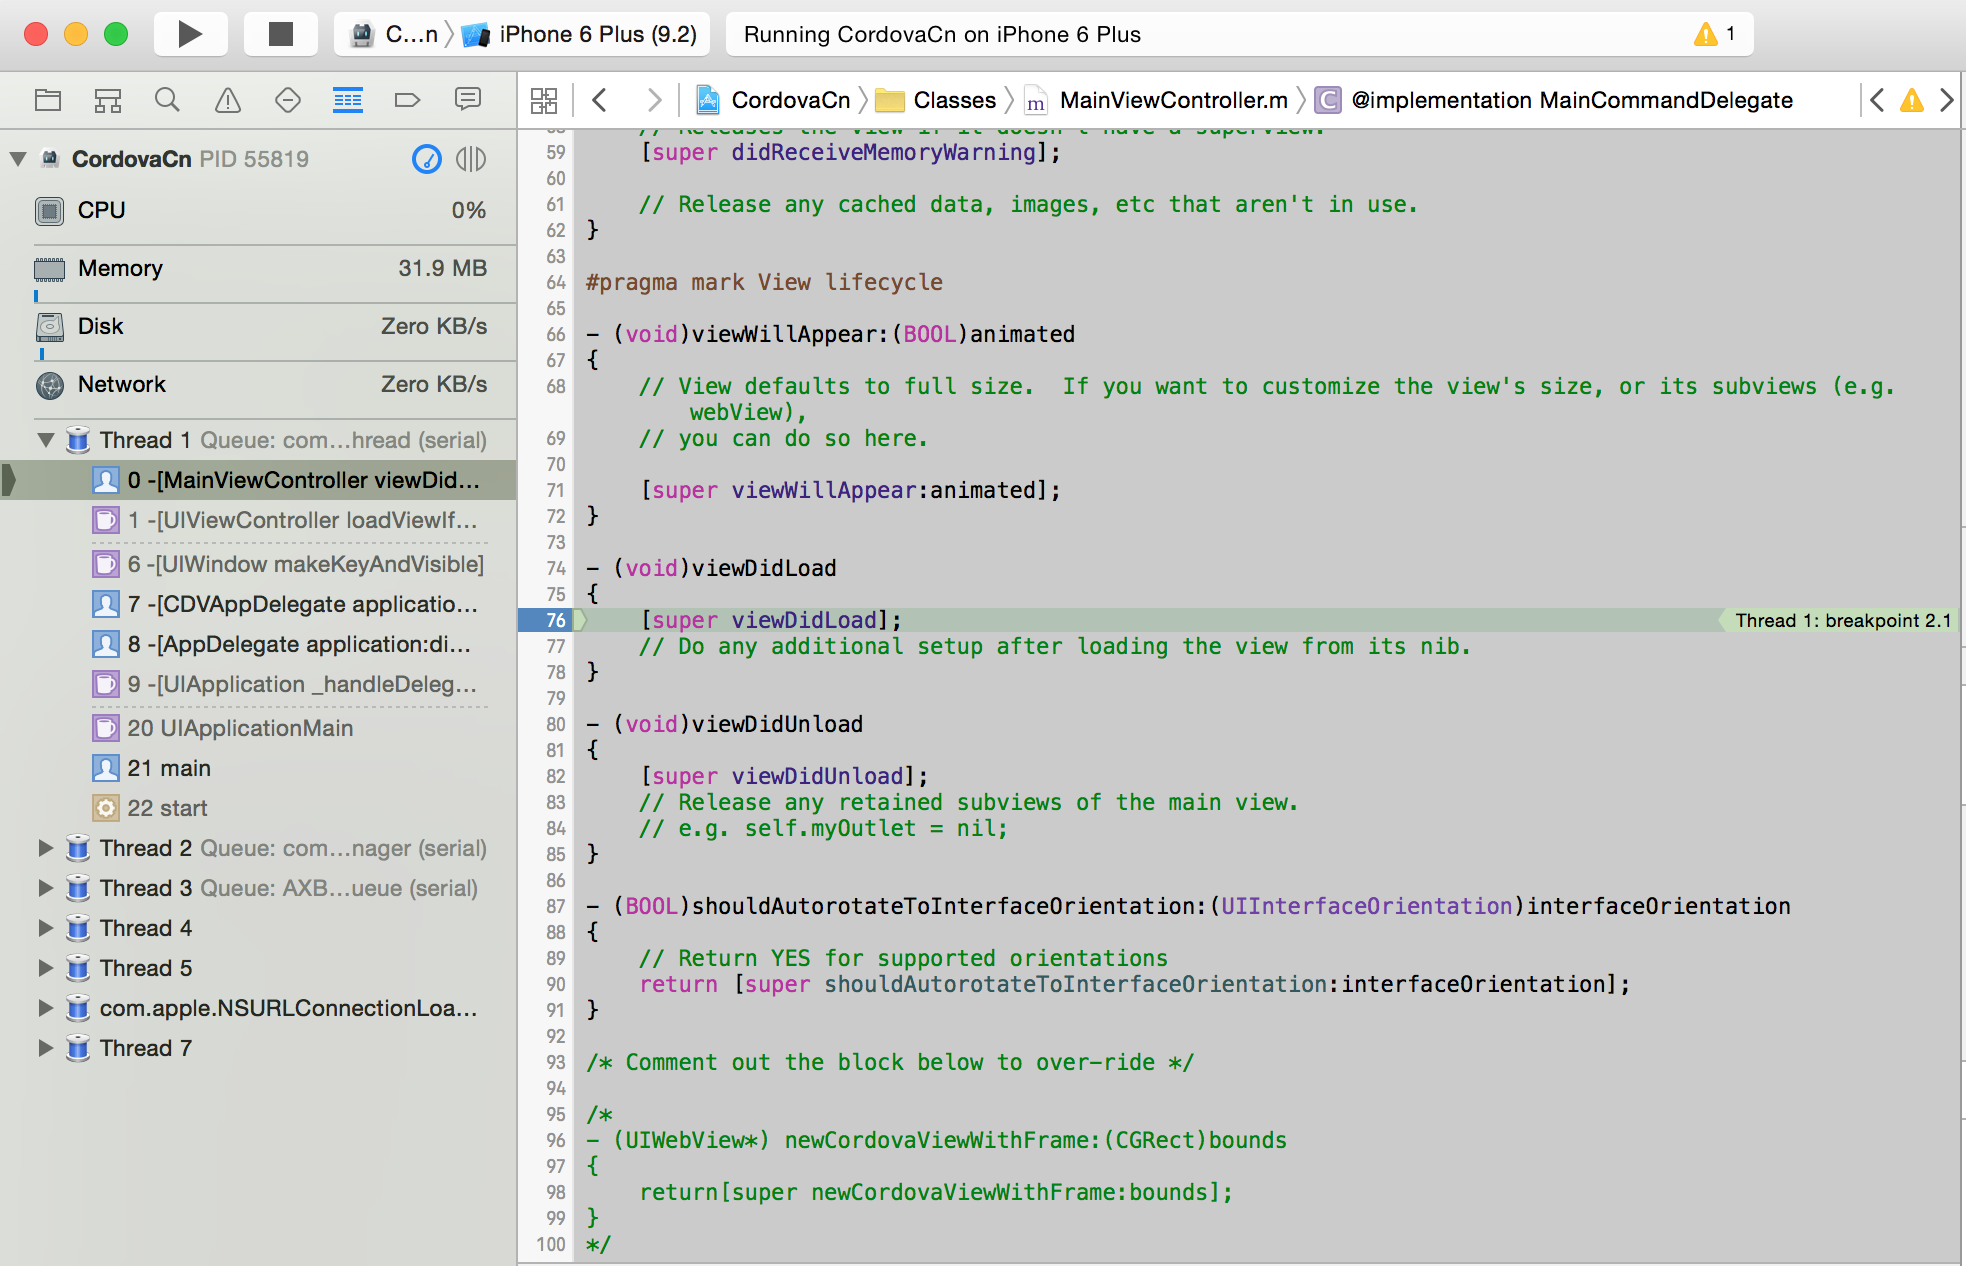 C...n
iPhone 6 Plus (9.2)
Running CordovaCn on iPhone 6 Plus
1
CordovaCn
Classes
m
MainViewController.m
C
@implementation MainCommandDelegate
CordovaCn PID 55819
CPU 0%
Memory 31.9 MB
Disk Zero KB/s
Network Zero KB/s
Thread 1 Queue: com...hread (serial)
0 -[MainViewController viewDid...
1 -[UIViewController loadViewIf...
6 -[UIWindow makeKeyAndVisible]
7 -[CDVAppDelegate applicatio...
8 -[AppDelegate application:di...
9 -[UIApplication _handleDeleg...
20 UIApplicationMain
21 main
22 start
Thread 2 Queue: com...nager (serial)
Thread 3 Queue: AXB...ueue (serial)
Thread 4
Thread 5
com.apple.NSURLConnectionLoa...
Thread 7
// Releases the view if it doesn't have a superview.
59 [super didReceiveMemoryWarning];
60
61 // Release any cached data, images, etc that aren't in use.
62 }
63
64 #pragma mark View lifecycle
65
66 - (void)viewWillAppear:(BOOL)animated
67 {
68 // View defaults to full size.  If you want to customize the view's size, or its subviews (e.g.
webView),
69 // you can do so here.
70
71 [super viewWillAppear:animated];
72 }
73
74 - (void)viewDidLoad
75 {
76 [super viewDidLoad]; Thread 1: breakpoint 2.1
77 // Do any additional setup after loading the view from its nib.
78 }
79
80 - (void)viewDidUnload
81 {
82 [super viewDidUnload];
83 // Release any retained subviews of the main view.
84 // e.g. self.myOutlet = nil;
85 }
86
87 - (BOOL)shouldAutorotateToInterfaceOrientation:(UIInterfaceOrientation)interfaceOrientation
88 {
89 // Return YES for supported orientations
90 return [super shouldAutorotateToInterfaceOrientation:interfaceOrientation];
91 }
92
93 /* Comment out the block below to over-ride */
94
95 /*
96 - (UIWebView*) newCordovaViewWithFrame:(CGRect)bounds
97 {
98 return[super newCordovaViewWithFrame:bounds];
99 }
100 */